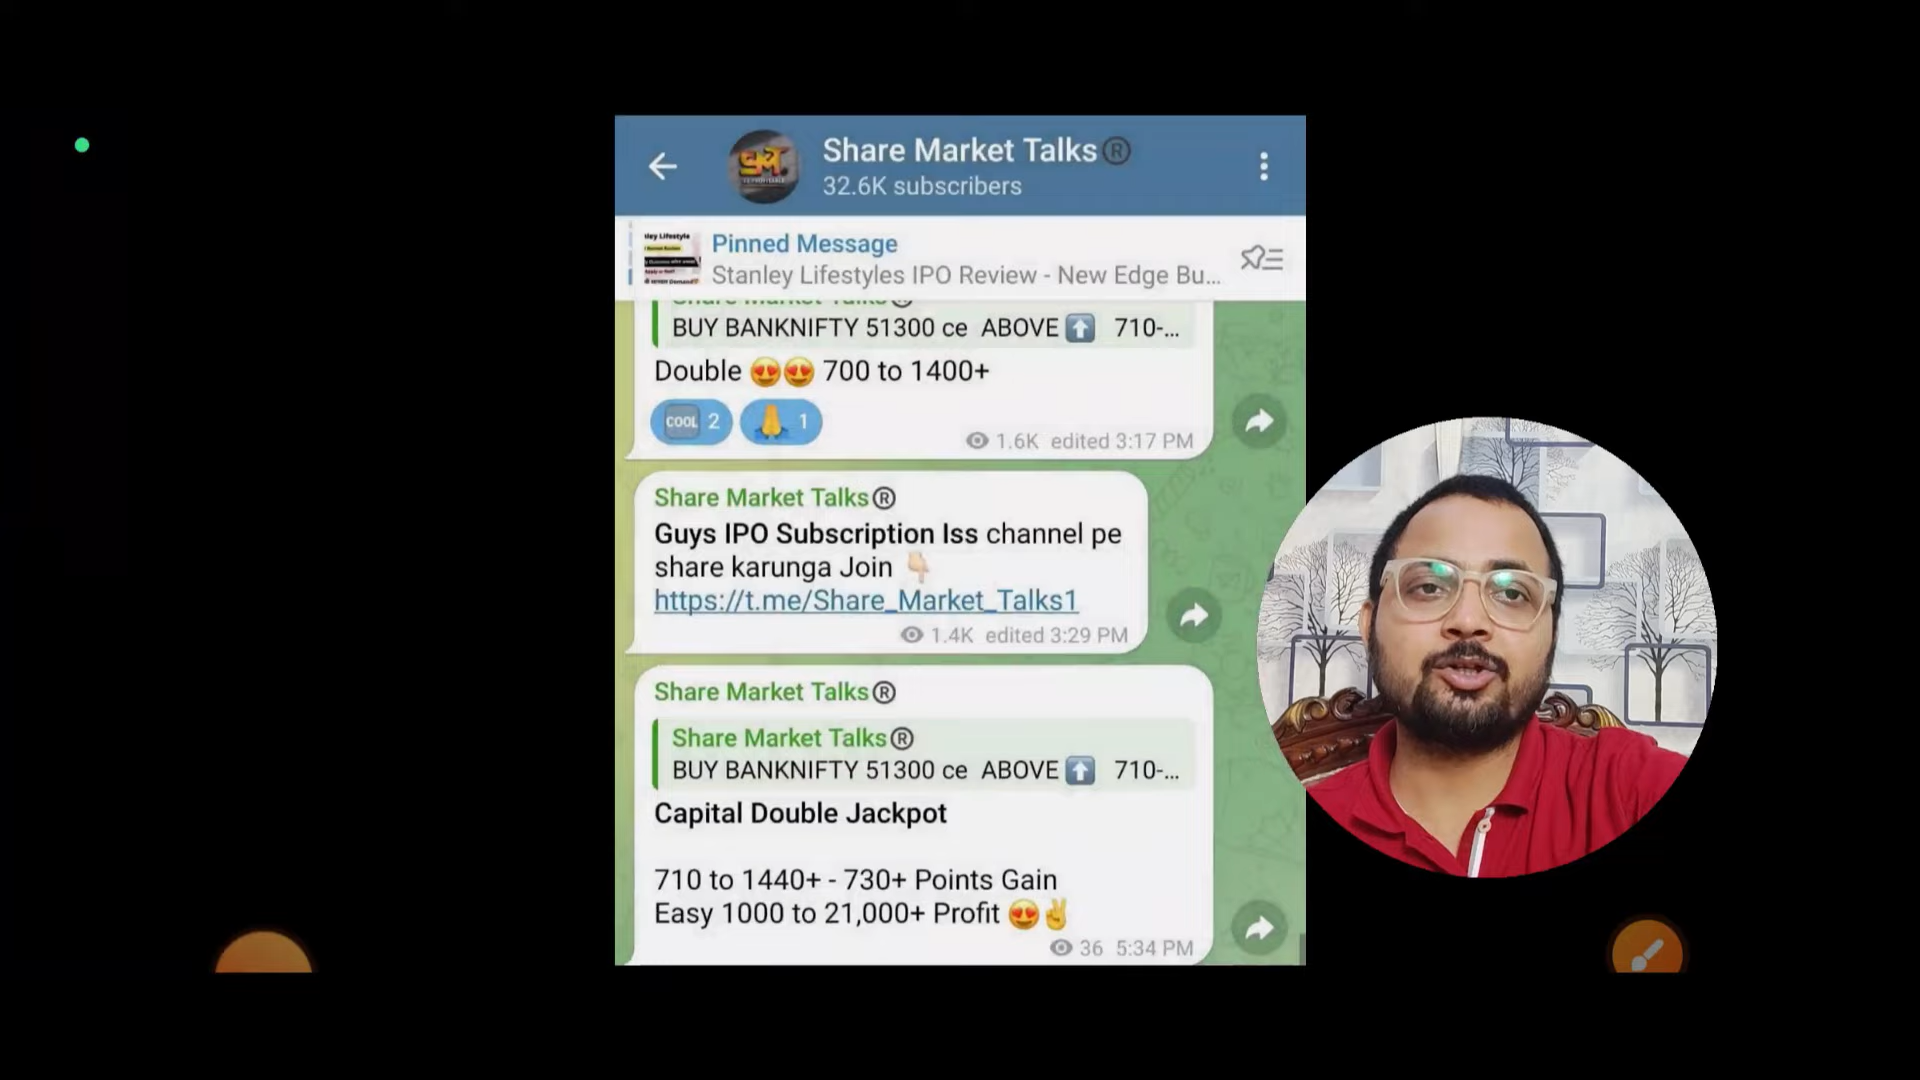 Share Market Talks®
32.6K subscribers
Pinned Message
Stanley Lifestyles IPO Review - New Edge Bu...
Share Market Talks®
BUY BANKNIFTY 51300 ce ABOVE ⬆️ 710-...
Double 😍😍 700 to 1400+
COOL 2 🙏 1
1.6K edited 3:17 PM
Share Market Talks®
Guys IPO Subscription Iss channel pe
share karunga Join 👇🏻
https://t.me/Share_Market_Talks1
1.4K edited 3:29 PM
Share Market Talks®
Share Market Talks®
BUY BANKNIFTY 51300 ce ABOVE ⬆️ 710-...
Capital Double Jackpot
710 to 1440+ - 730+ Points Gain
Easy 1000 to 21,000+ Profit 😍✌️
36 5:34 PM